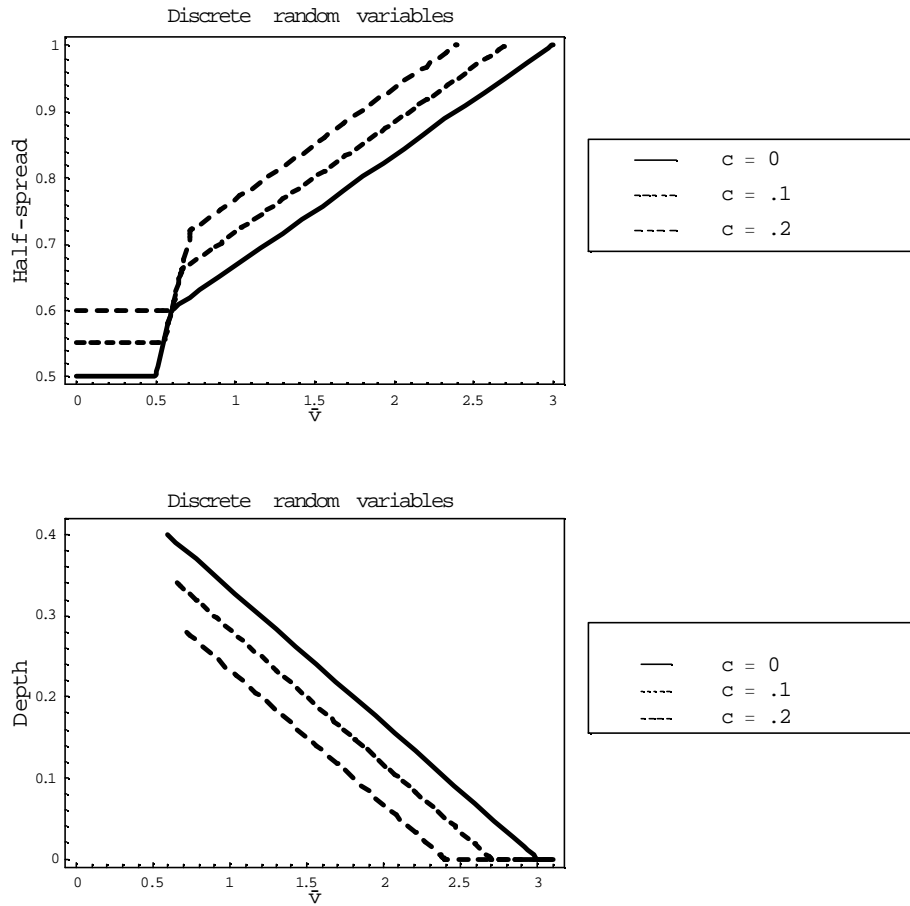 Discrete random variables
1
0.9
0.8
0.7
0.6
0.5
Half-spread
0 0.5 1 1.5 2 2.5 3
v̄
c = 0
c = .1
c = .2
Discrete random variables
0.4
0.3
0.2
0.1
0
Depth
0 0.5 1 1.5 2 2.5 3
v̄
c = 0
c = .1
c = .2